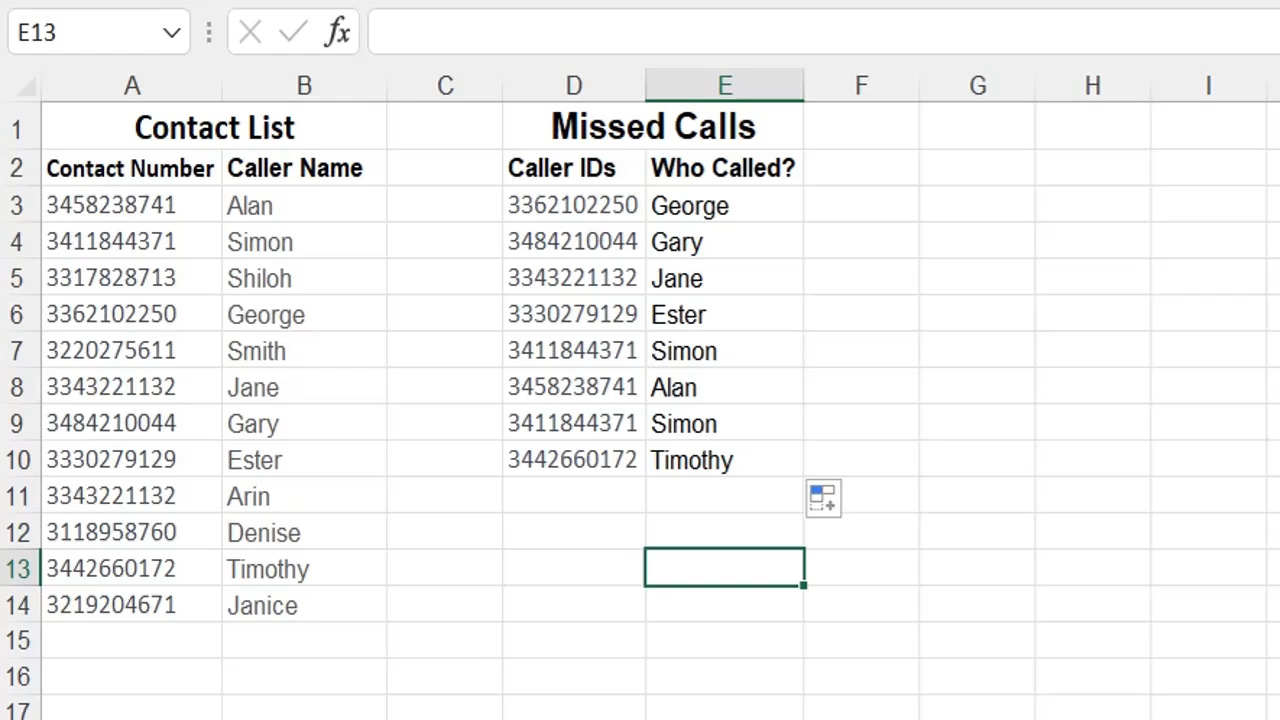 E13 fx
A B C D E F G H I
1 Contact List Missed Calls
2 Contact Number Caller Name Caller IDs Who Called?
3 3458238741 Alan 3362102250 George
4 3411844371 Simon 3484210044 Gary
5 3317828713 Shiloh 3343221132 Jane
6 3362102250 George 3330279129 Ester
7 3220275611 Smith 3411844371 Simon
8 3343221132 Jane 3458238741 Alan
9 3484210044 Gary 3411844371 Simon
10 3330279129 Ester 3442660172 Timothy
11 3343221132 Arin
12 3118958760 Denise
13 3442660172 Timothy
14 3219204671 Janice
15
16
17